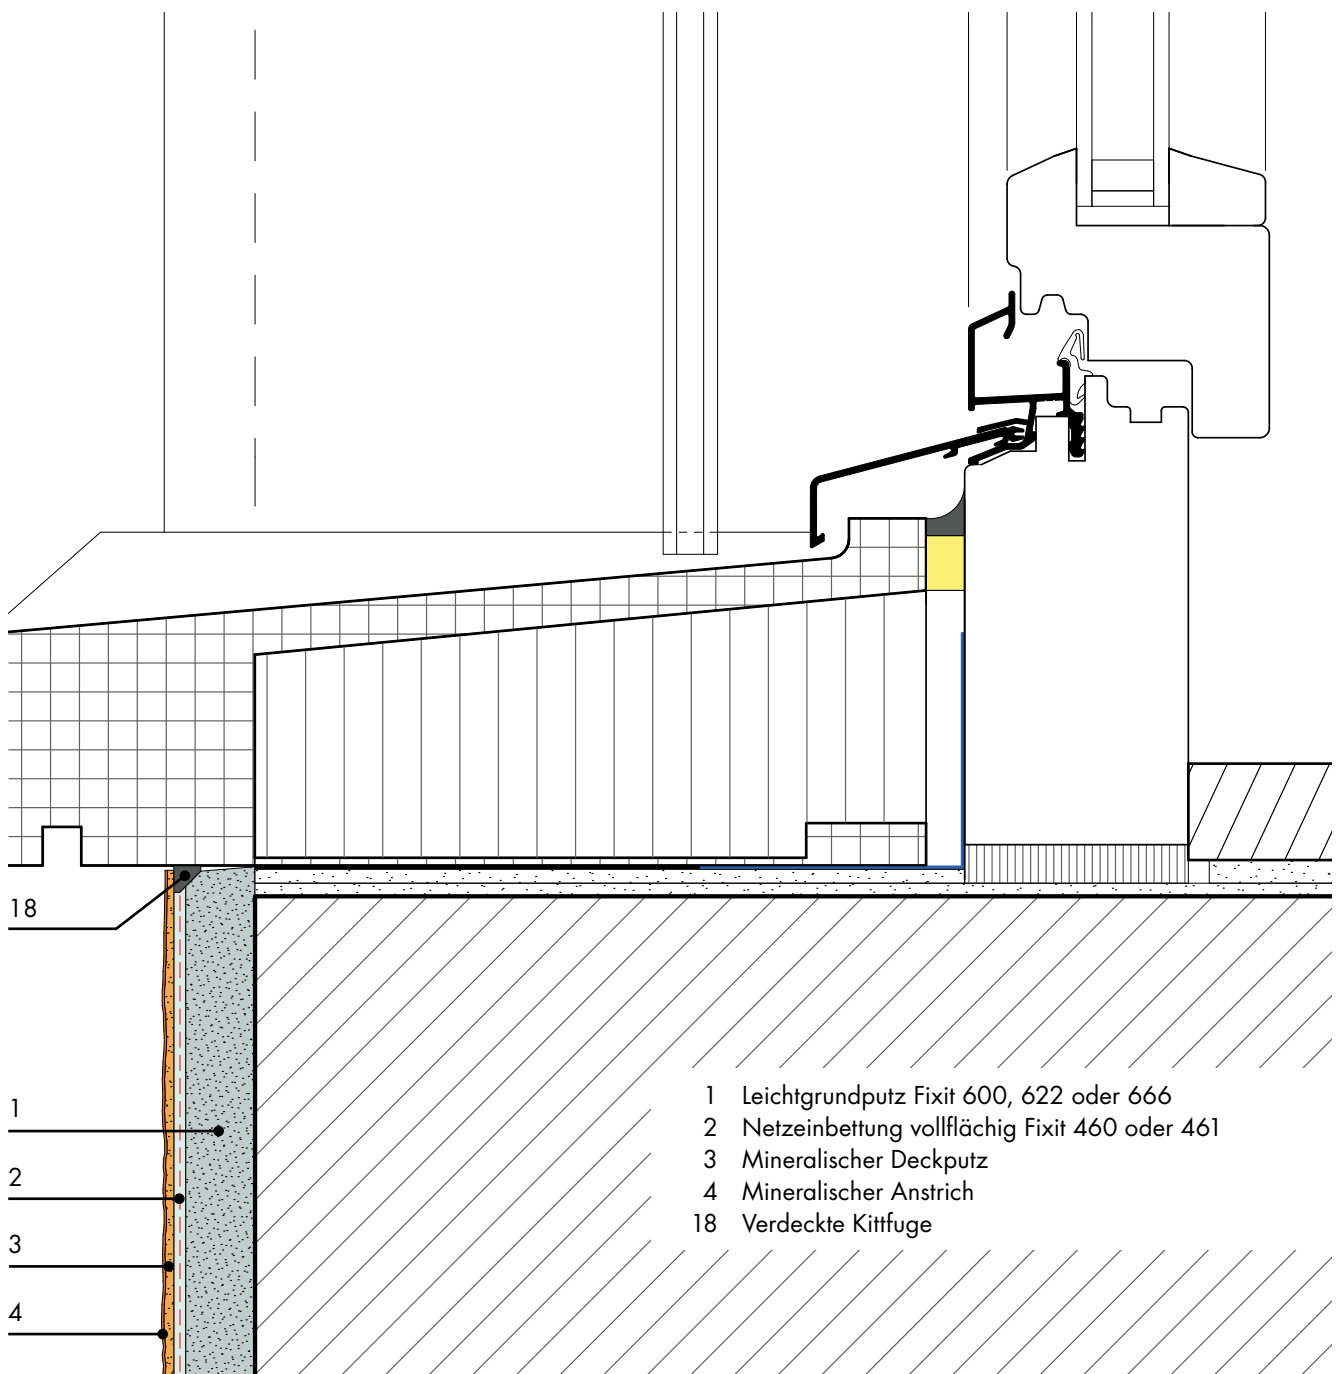 18
1
2
3
4
1 Leichtgrundputz Fixit 600, 622 oder 666
2 Netzeinbettung vollflächig Fixit 460 oder 461
3 Mineralischer Deckputz
4 Mineralischer Anstrich
18 Verdeckte Kittfuge